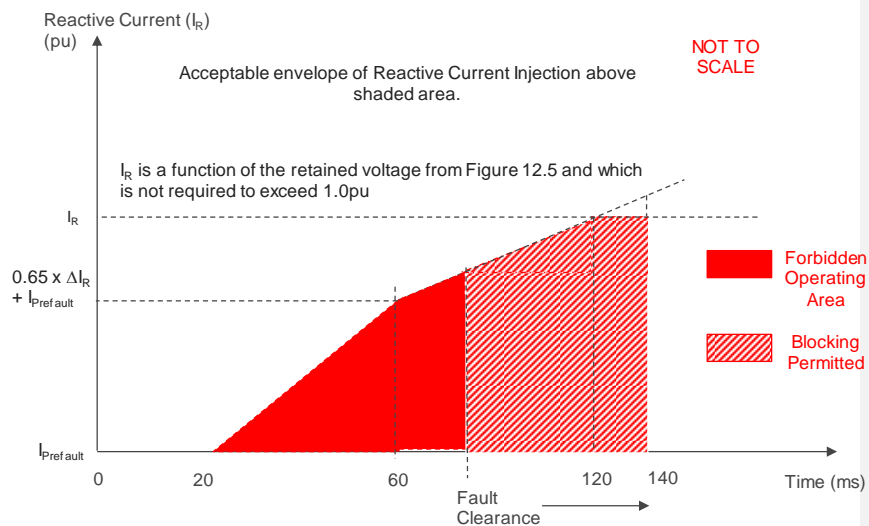 Reactive Current (IR)
(pu)
NOT TO
SCALE
Acceptable envelope of Reactive Current Injection above
shaded area.
IR is a function of the retained voltage from Figure 12.5 and which
is not required to exceed 1.0pu
IR
0.65 x ΔIR
+ IPrefault
Forbidden
Operating
Area
Blocking
Permitted
IPrefault
0 20 60 120 140 Time (ms)
Fault
Clearance